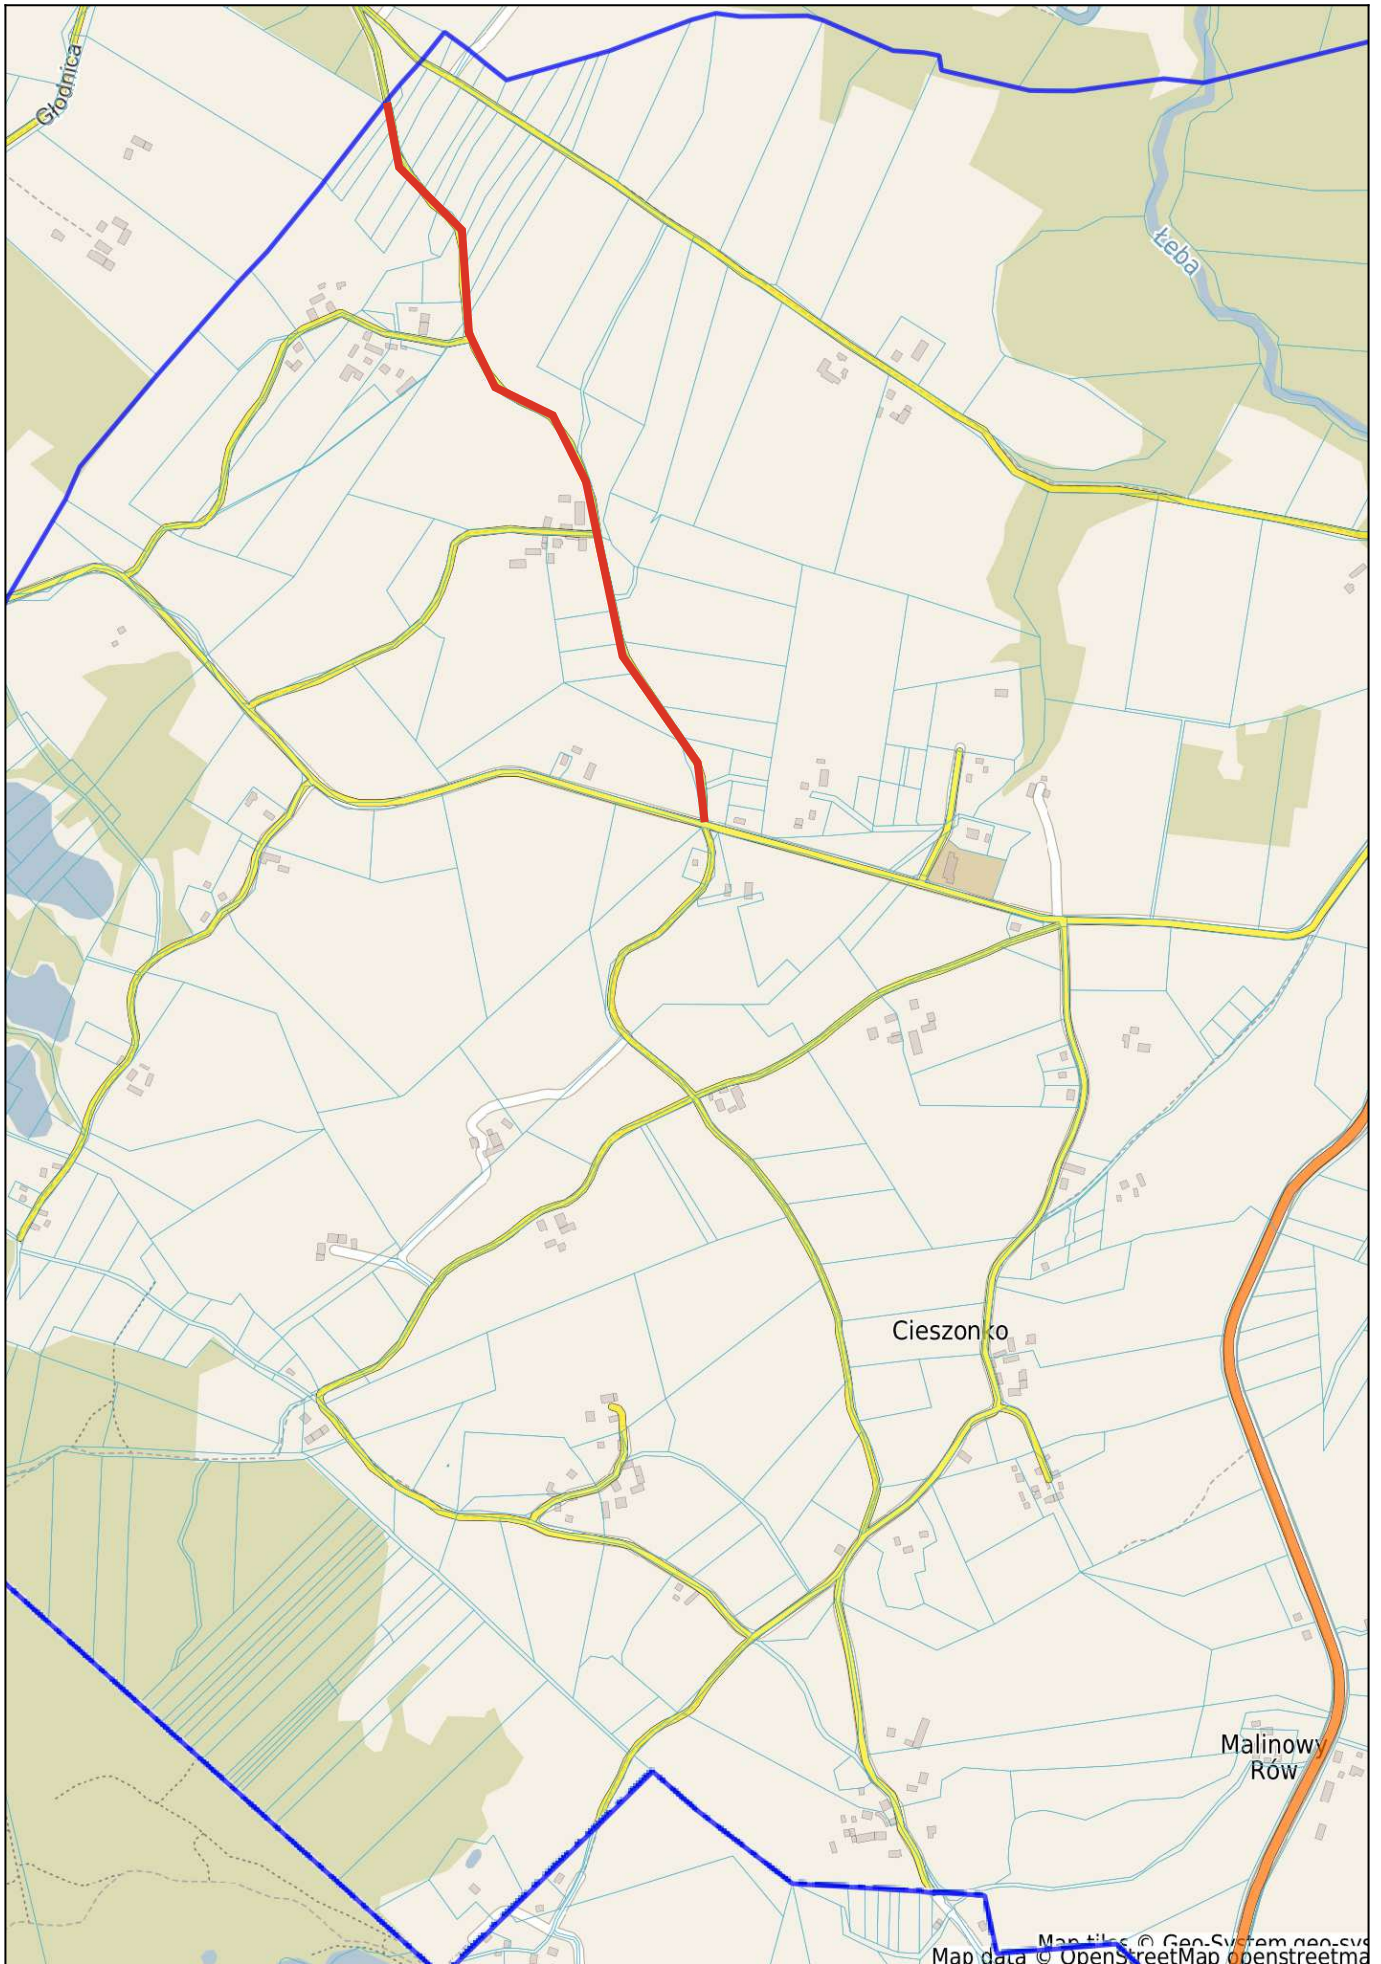 Głodnica
Łeba
Cieszonko
Malinowy
Rów
Map tiles © Geo-System geo-sys
Map data © OpenStreetMap openstreetma